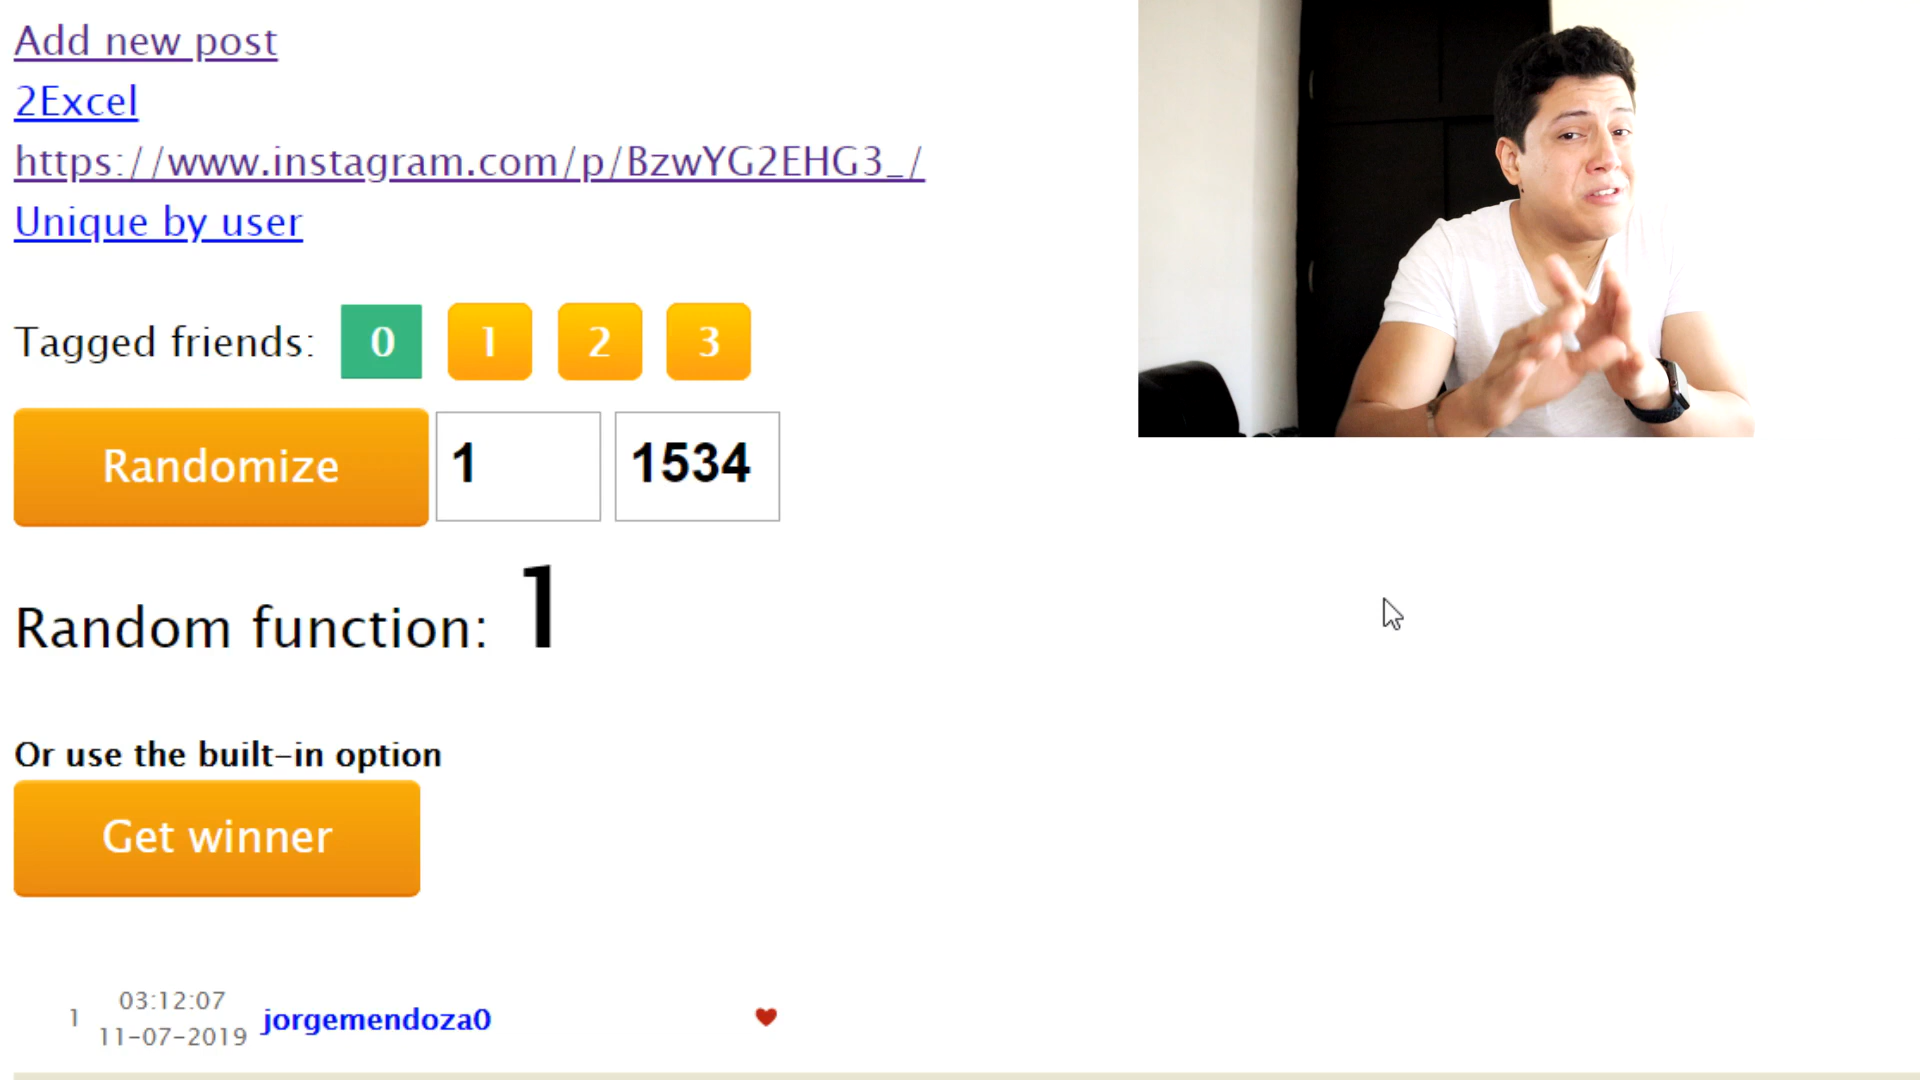 Add new post
2Excel
https://www.instagram.com/p/BzwYG2EHG3_/
Unique by user
Tagged friends: 0 1 2 3
Randomize 1 1534
Random function: 1
Or use the built-in option
Get winner
1 03:12:07 11-07-2019 jorgemendoza0